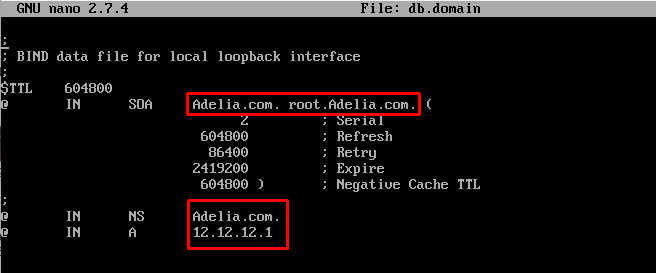 GNU nano 2.7.4 File: db.domain
;
; BIND data file for local loopback interface
;
$TTL 604800
@ IN SOA Adelia.com. root.Adelia.com. (
2 ; Serial
604800 ; Refresh
86400 ; Retry
2419200 ; Expire
604800 ) ; Negative Cache TTL
;
@ IN NS Adelia.com.
@ IN A 12.12.12.1